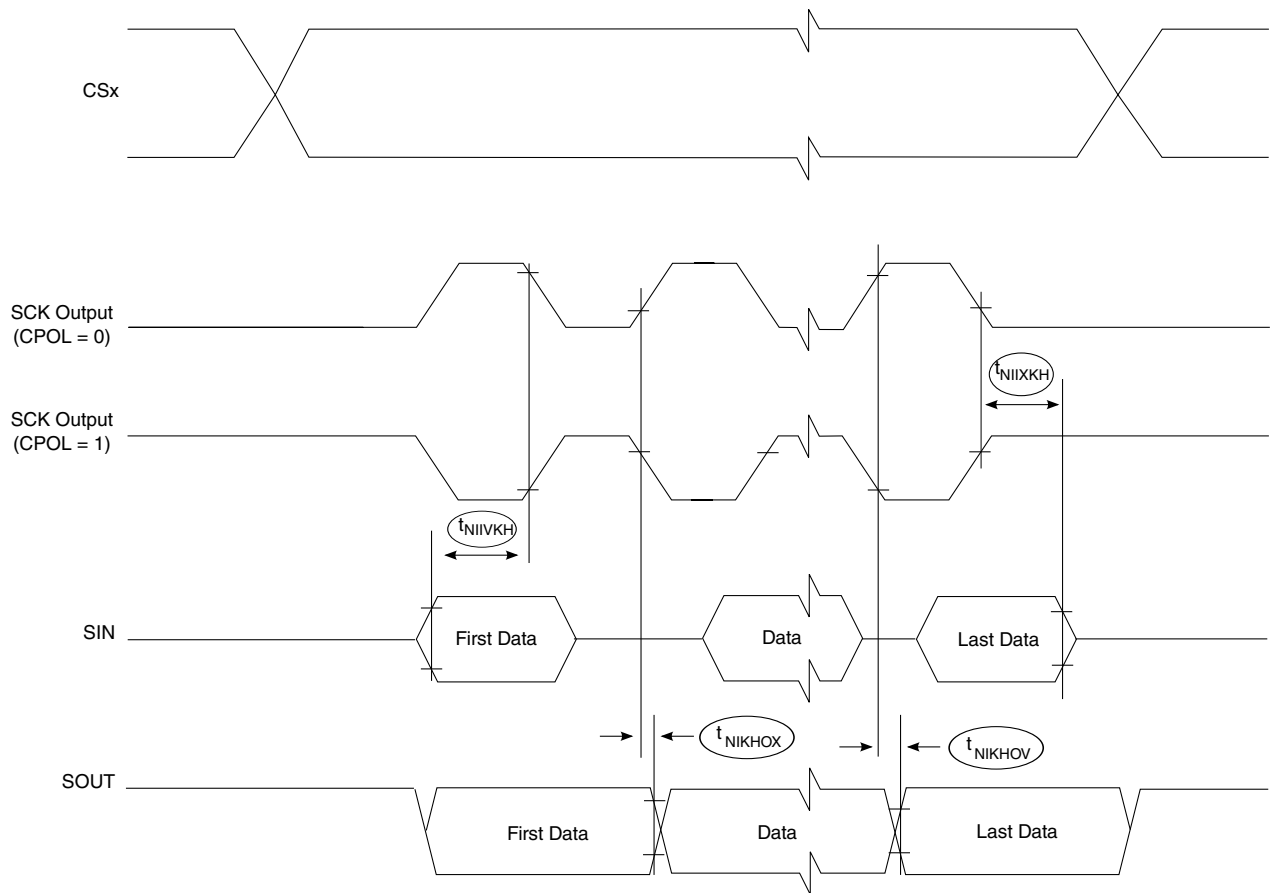 CSx
SCK Output
(CPOL = 0)
tNIIXKH
SCK Output
(CPOL = 1)
tNIIVKH
SIN
First Data
Data
Last Data
tNIKHOX
tNIKHOV
SOUT
First Data
Data
Last Data